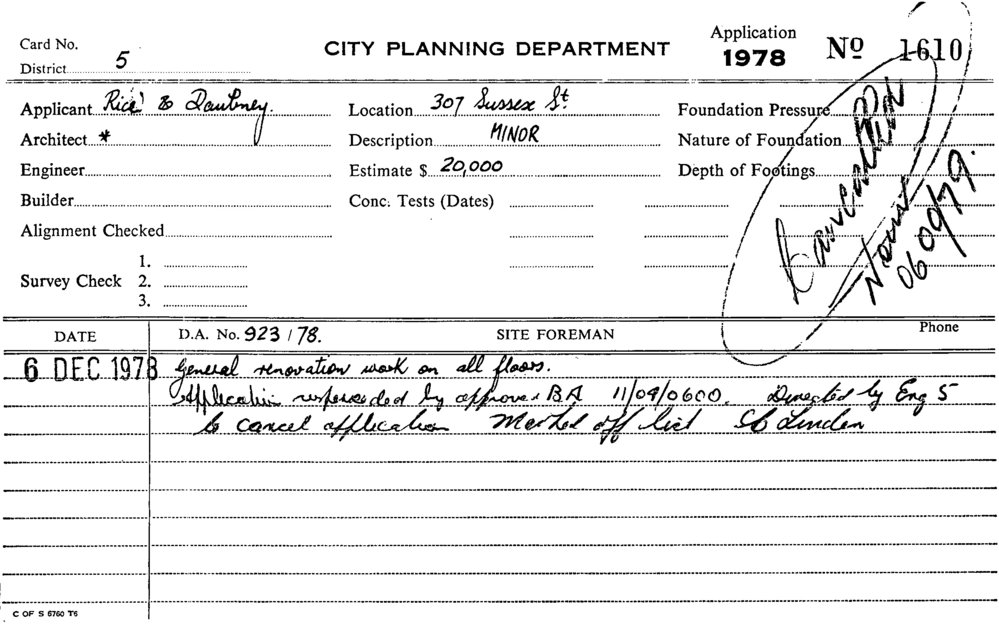 Card No.
District 5
CITY PLANNING DEPARTMENT
Application
1978
No 1610
Applicant Rice & Daubney.
Architect *
Engineer
Builder
Alignment Checked
Survey Check 1.
2.
3.
Location 307 Sussex St
Description MINOR
Estimate $ 20,000
Conc. Tests (Dates)
Foundation Pressure
Nature of Foundation
Depth of Footings
0600/79.
DATE D.A. No. 923 / 78. SITE FOREMAN Phone
6 DEC 1978 General renovation work on all floors.
Application superseded by approved BA 11/09/0600. Directed by Eng 5
to cancel application Marked off list
C OF S 6760 T6